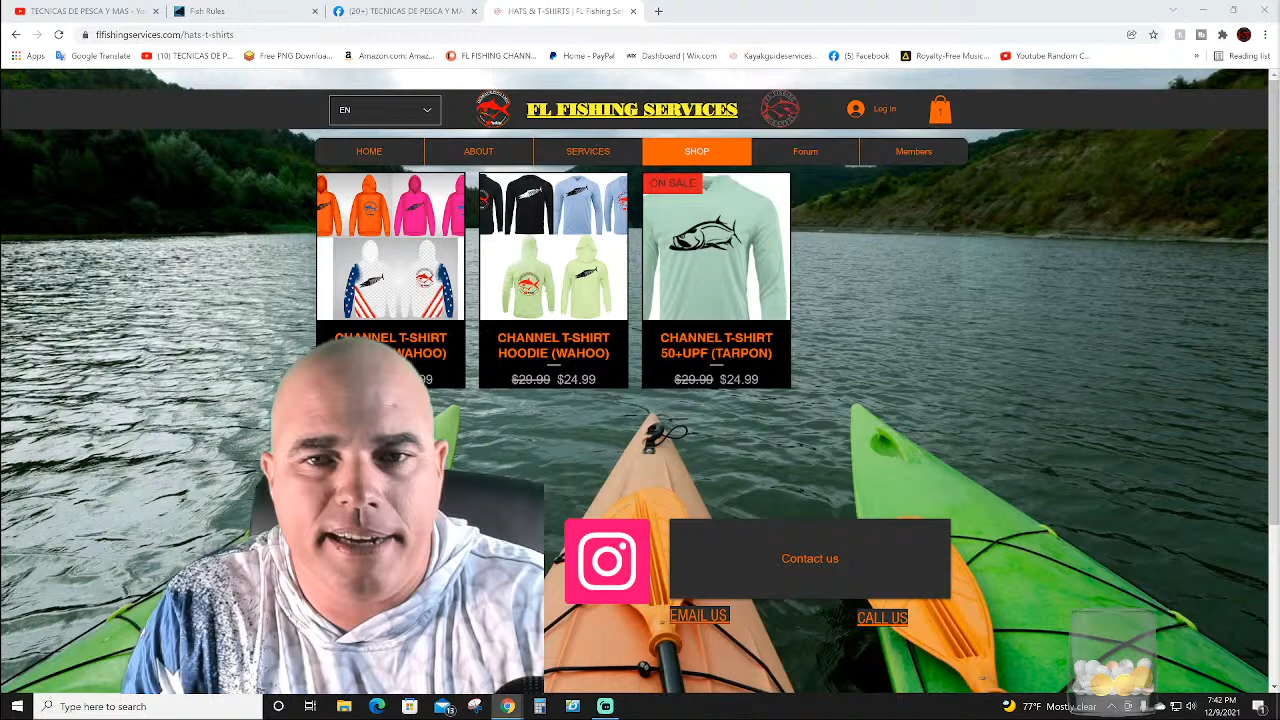 TECNICAS DE PESCA Y MAS - You
Fish Rules
(20+) TECNICAS DE PESCA Y MA
HATS & T-SHIRTS | FL Fishing Ser
flfishingservices.com/hats-t-shirts
Apps
Google Translate
(10) TECNICAS DE P...
Free PNG Downloa...
Amazon.com: Amaz...
FL FISHING CHANN...
Home - PayPal
Dashboard | Wix.com
Kayakguideservices...
(5) Facebook
Royalty-Free Music...
Youtube Random C...
Reading list
EN
FL FISHING SERVICES
Log In
1
HOME
ABOUT
SERVICES
SHOP
Forum
Members
ON SALE
CHANNEL T-SHIRT
WAHOO)
99
CHANNEL T-SHIRT
HOODIE (WAHOO)
$29.99 $24.99
CHANNEL T-SHIRT
50+UPF (TARPON)
$29.99 $24.99
Contact us
EMAIL US
CALL US
Type here to search
77°F Mostly clear
7:42 PM
12/9/2021